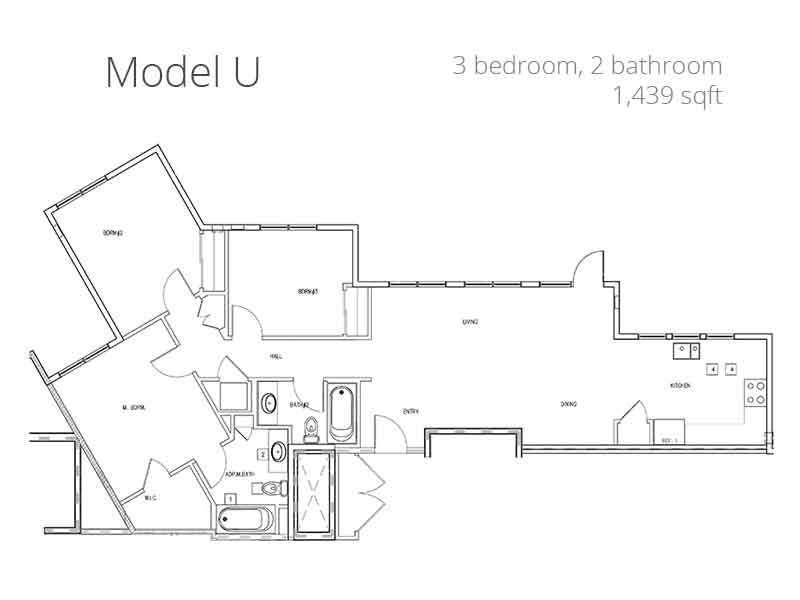 Model U
3 bedroom, 2 bathroom
1,439 sqft
BDRM#2
BDRM#3
LIVING
HALL
KITCHEN
M. BDRM.
BATH#2
ENTRY
DINING
ADP.M.BATH
W.I.C.
2
1